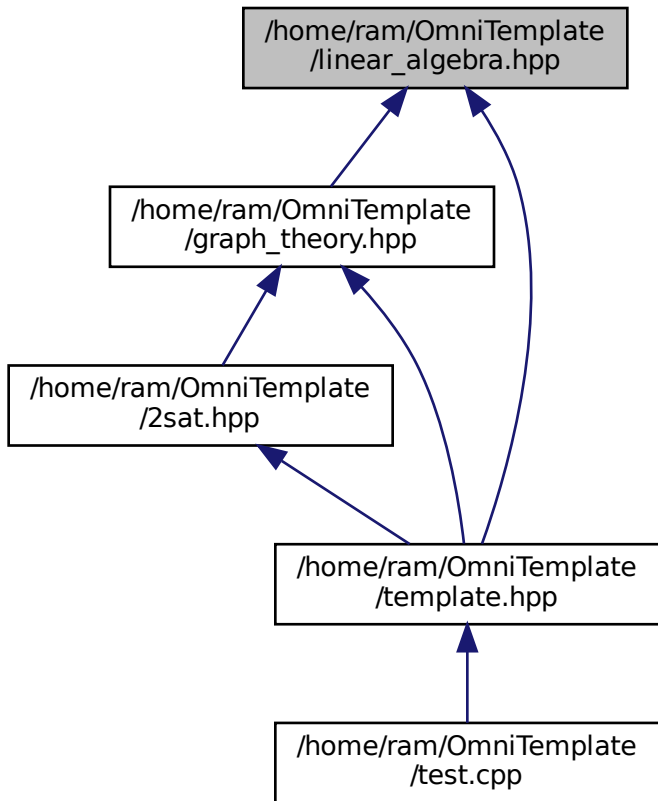 /home/ram/OmniTemplate
/linear_algebra.hpp
/home/ram/OmniTemplate
/graph_theory.hpp
/home/ram/OmniTemplate
/2sat.hpp
/home/ram/OmniTemplate
/template.hpp
/home/ram/OmniTemplate
/test.cpp